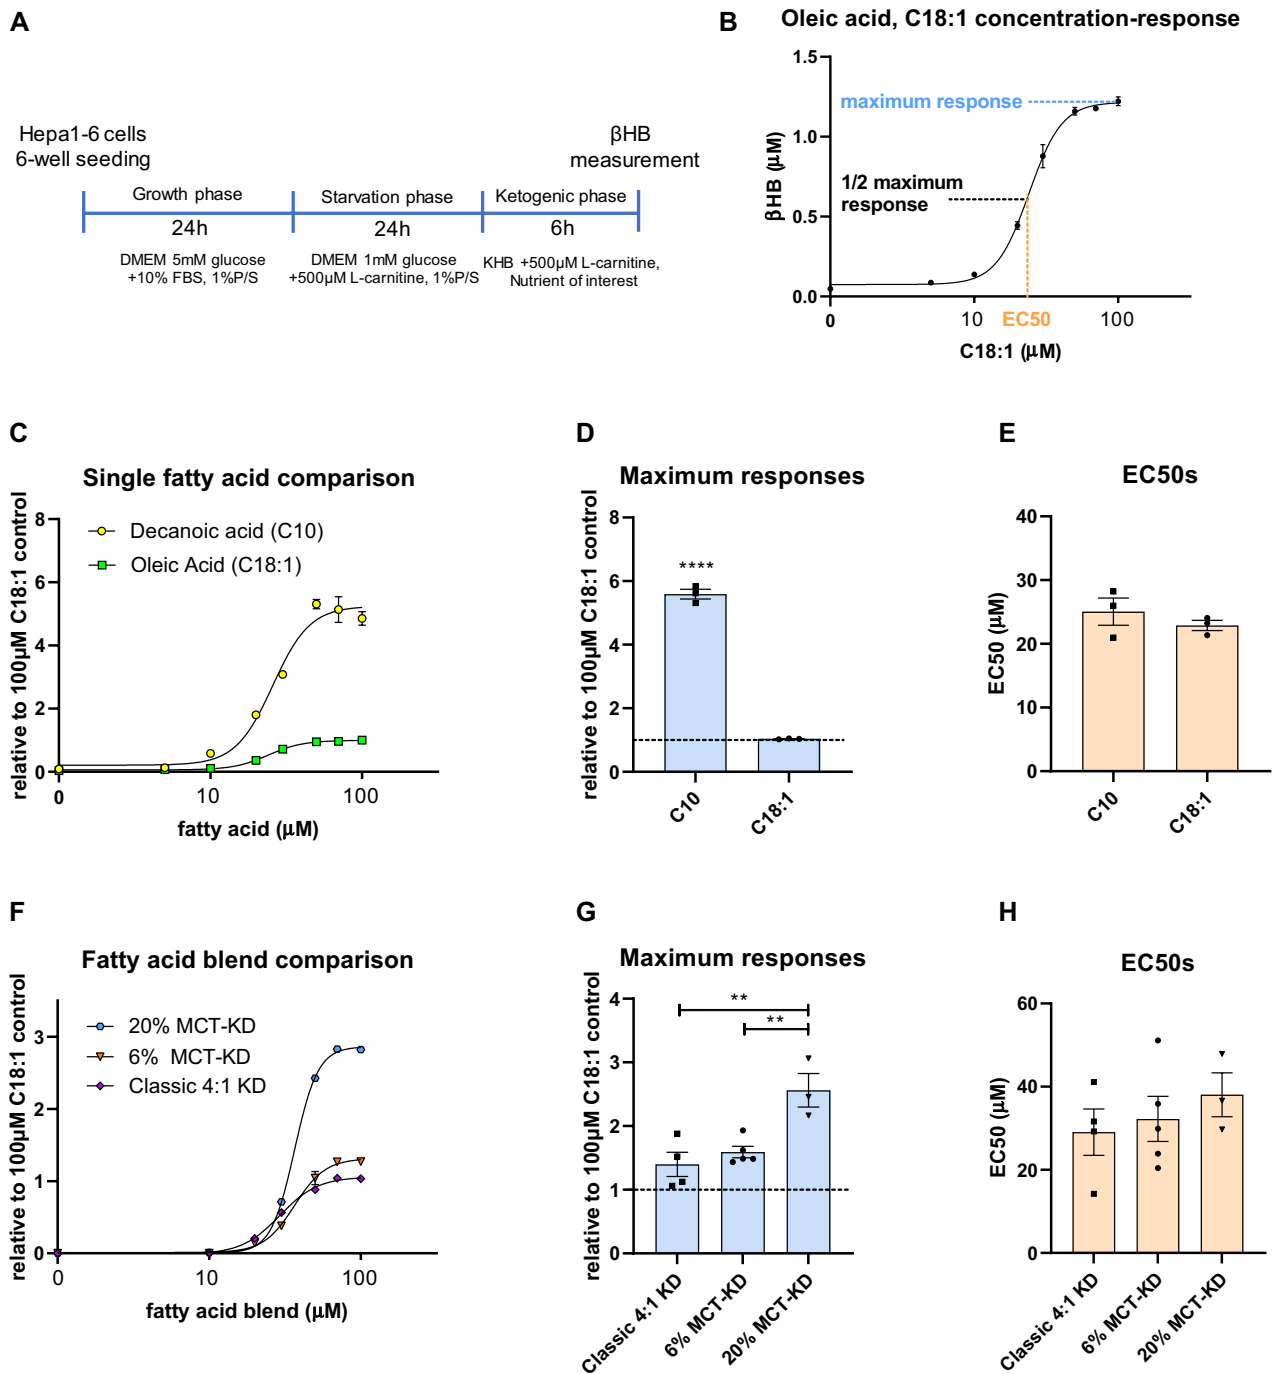 A
Hepa1-6 cells
6-well seeding
βHB
measurement
Growth phase
Starvation phase
Ketogenic phase
24h
24h
6h
DMEM 5mM glucose
+10% FBS, 1%P/S
DMEM 1mM glucose
+500µM L-carnitine, 1%P/S
KHB +500µM L-carnitine,
Nutrient of interest
B
Oleic acid, C18:1 concentration-response
βHB (µM)
1.5
1.0
0.5
0.0
maximum response
1/2 maximum
response
0
10
EC50
100
C18:1 (µM)
C
Single fatty acid comparison
relative to 100µM C18:1 control
8
6
4
2
0
Decanoic acid (C10)
Oleic Acid (C18:1)
0
10
100
fatty acid (µM)
D
Maximum responses
relative to 100µM C18:1 control
8
6
4
2
0
****
C10
C18:1
E
EC50s
EC50 (µM)
40
30
20
10
0
C10
C18:1
F
Fatty acid blend comparison
relative to 100µM C18:1 control
3
2
1
0
20% MCT-KD
6% MCT-KD
Classic 4:1 KD
0
10
100
fatty acid blend (µM)
G
Maximum responses
relative to 100µM C18:1 control
4
3
2
1
0
**
**
Classic 4:1 KD
6% MCT-KD
20% MCT-KD
H
EC50s
EC50 (µM)
60
40
20
0
Classic 4:1 KD
6% MCT-KD
20% MCT-KD